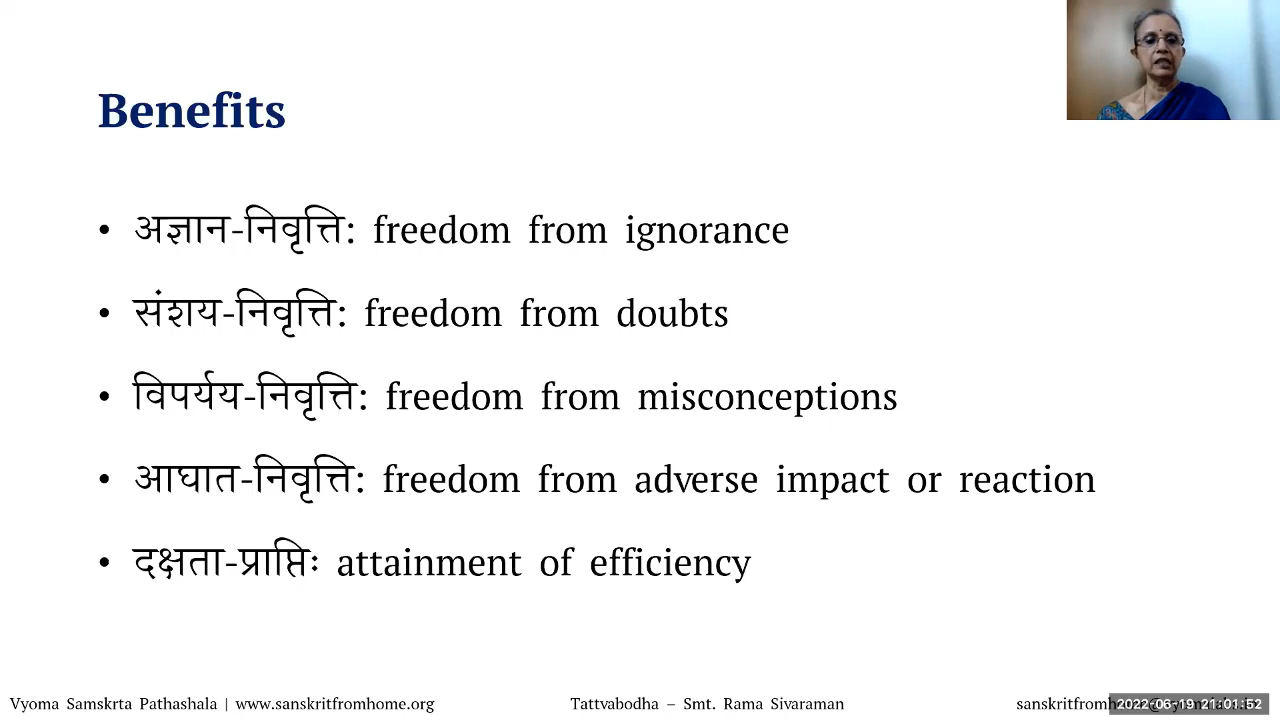 Benefits
• अज्ञान-निवृत्ति: freedom from ignorance
• संशय-निवृत्ति: freedom from doubts
• विपर्यय-निवृत्ति: freedom from misconceptions
• आघात-निवृत्ति: freedom from adverse impact or reaction
• दक्षता-प्राप्तिः attainment of efficiency
Vyoma Samskrta Pathashala | www.sanskritfromhome.org
Tattvabodha – Smt. Rama Sivaraman
2022-06-19 21:01:52